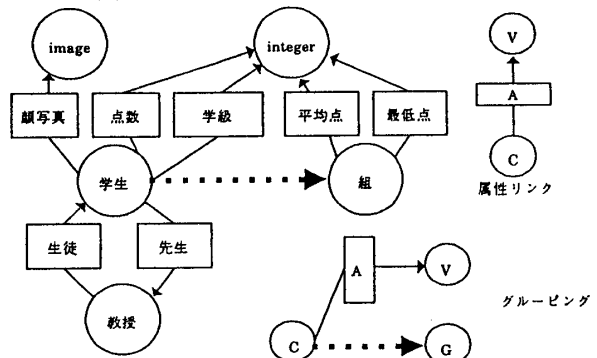 image
integer
V
顔写真
点数
学級
平均点
最低点
A
学生
組
C
属性リンク
生徒
先生
A
V
グルーピング
教授
C
G